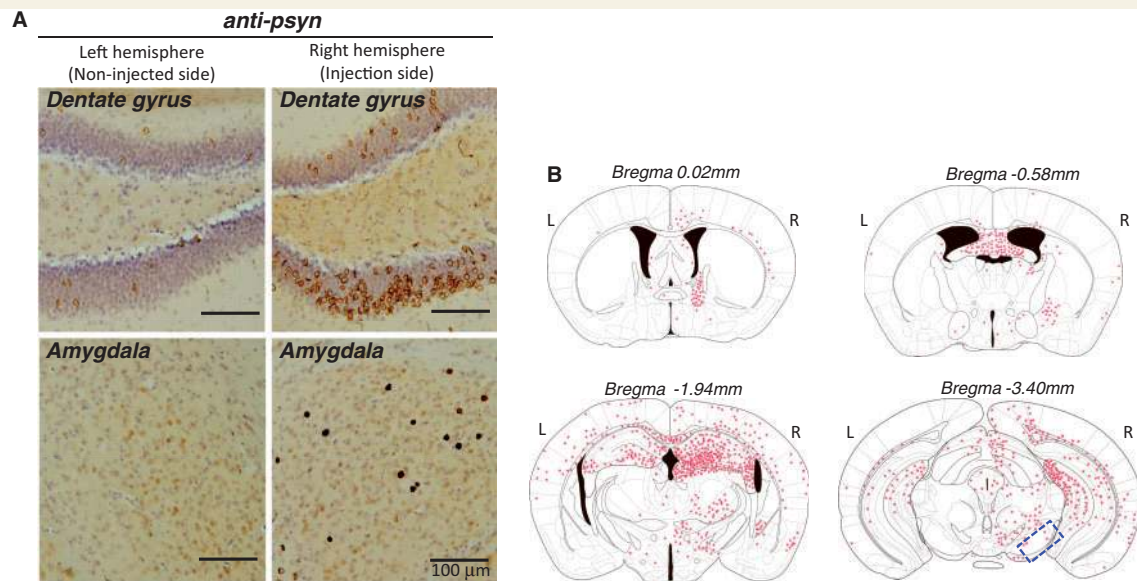 A
anti-psyn
Left hemisphere
(Non-injected side)
Right hemisphere
(Injection side)
Dentate gyrus
Dentate gyrus
Amygdala
Amygdala
100 µm
B
Bregma 0.02mm
L
R
Bregma -0.58mm
L
R
Bregma -1.94mm
L
R
Bregma -3.40mm
L
R